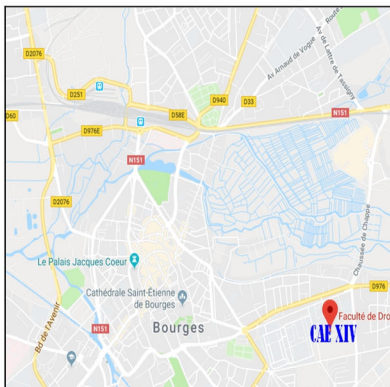 Route
Av de Lattre de Tassigny
Av Arnaud de Vogüé
D2076
D251
D940
D33
D60
D58E
N151
D976E
N151
D2076
Chaussée de Chappe
Le Palais Jacques Coeur
Cathédrale Saint-Étienne
de Bourges
D976
Bd de l'Avenir
N151
Bourges
Faculté de Dro
CAE XIV